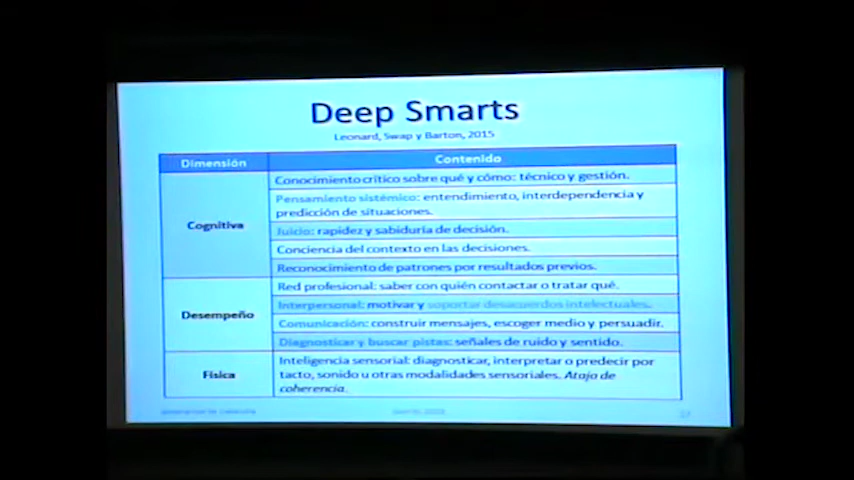 Deep Smarts
Leonard, Swap y Barton, 2015
Dimensión
Contenido
Cognitiva
Conocimiento crítico sobre qué y cómo: técnico y gestión.
Pensamiento sistémico: entendimiento, interdependencia y
predicción de situaciones.
Juicio: rapidez y sabiduría de decisión.
Conciencia del contexto en las decisiones.
Reconocimiento de patrones por resultados previos.
Desempeño
Red profesional: saber con quién contactar o tratar qué.
Interpersonal: motivar y soportar desacuerdos intelectuales.
Comunicación: construir mensajes, escoger medio y persuadir.
Diagnosticar y buscar pistas: señales de ruido y sentido.
Física
Inteligencia sensorial: diagnosticar, interpretar o predecir por
tacto, sonido u otras modalidades sensoriales. Atajo de
coherencia.